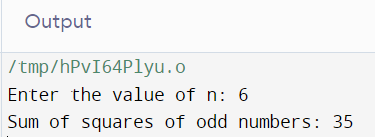 Output
/tmp/hPvI64Plyu.o
Enter the value of n: 6
Sum of squares of odd numbers: 35